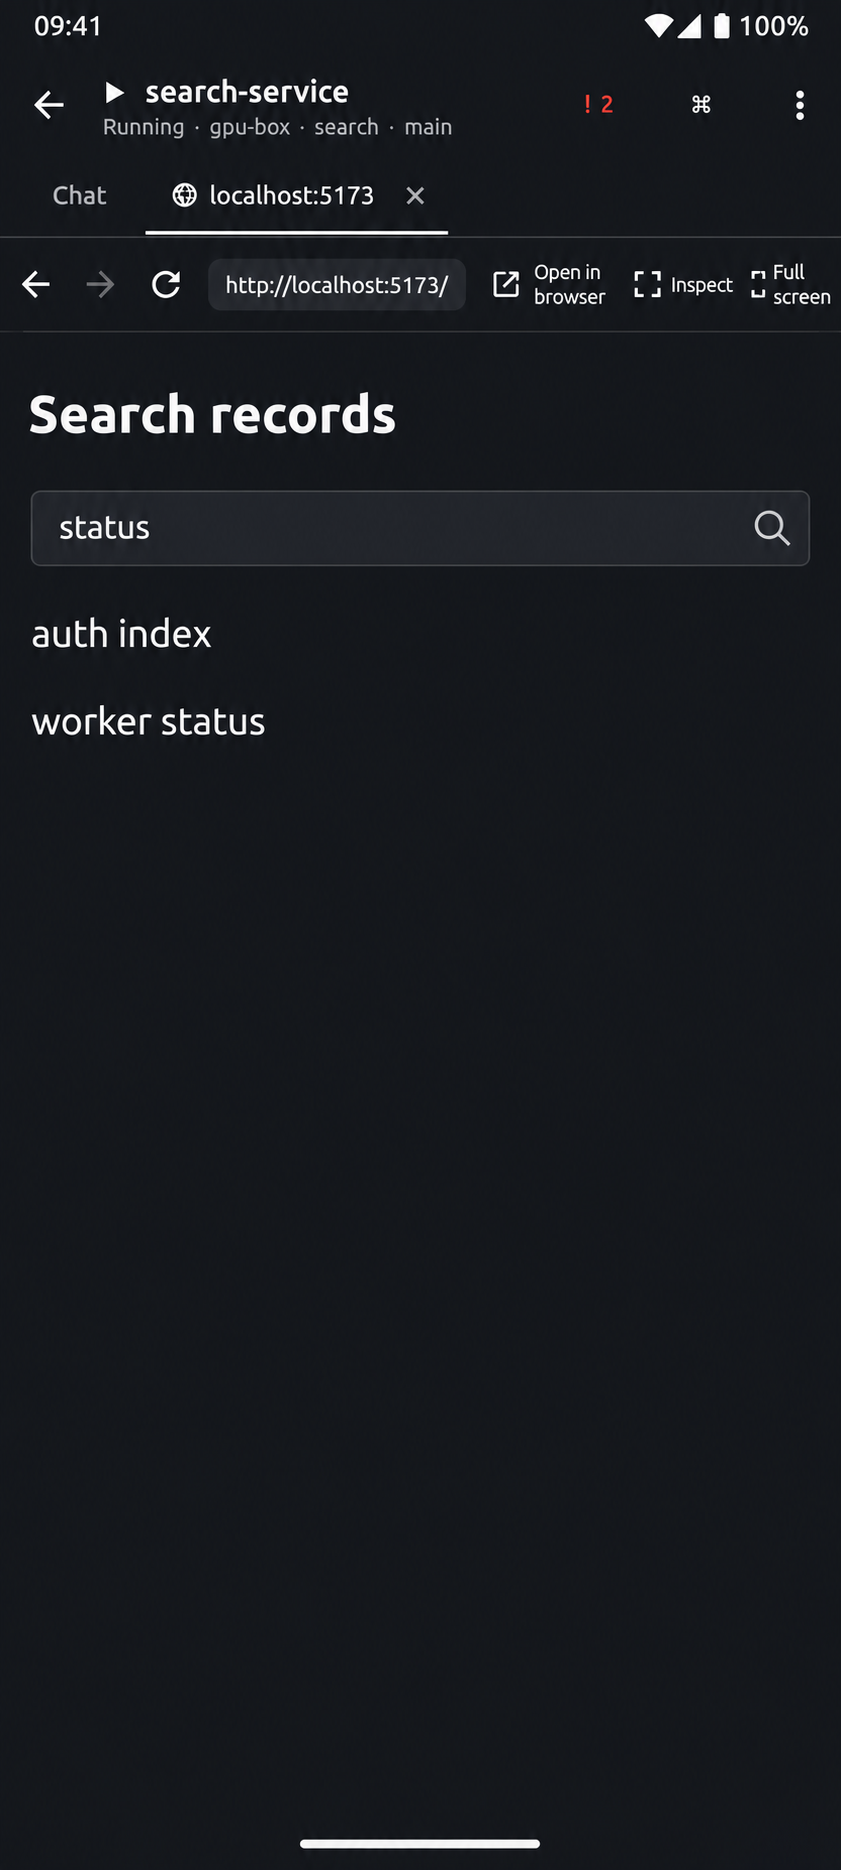 09:41
100%
search-service
! 2
⌘
Running · gpu-box · search · main
Chat
localhost:5173
http://localhost:5173/
Open in
browser
Inspect
Full
screen
Search records
status
auth index
worker status